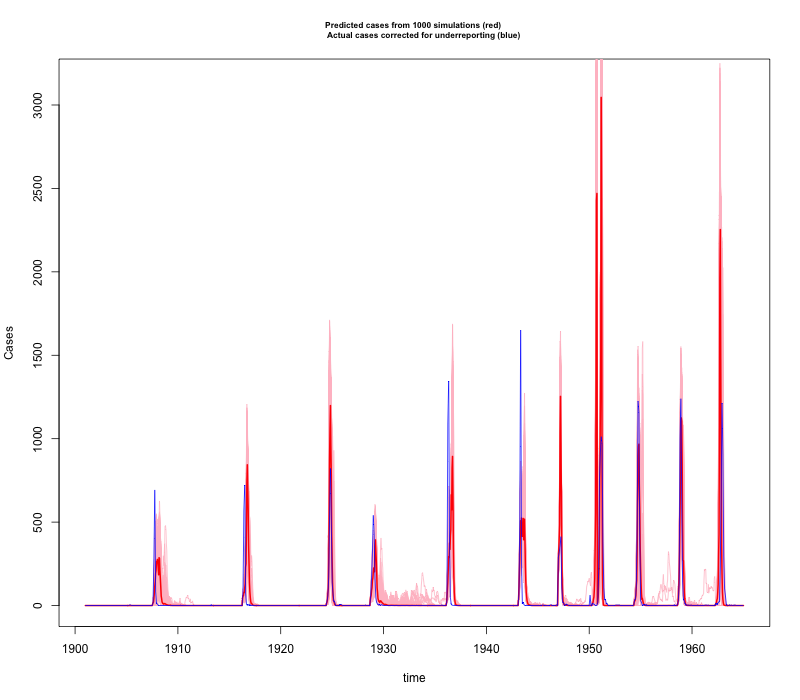 Predicted cases from 1000 simulations (red)
Actual cases corrected for underreporting (blue)
3000
2500
2000
1500
1000
500
0
Cases
1900 1910 1920 1930 1940 1950 1960
time